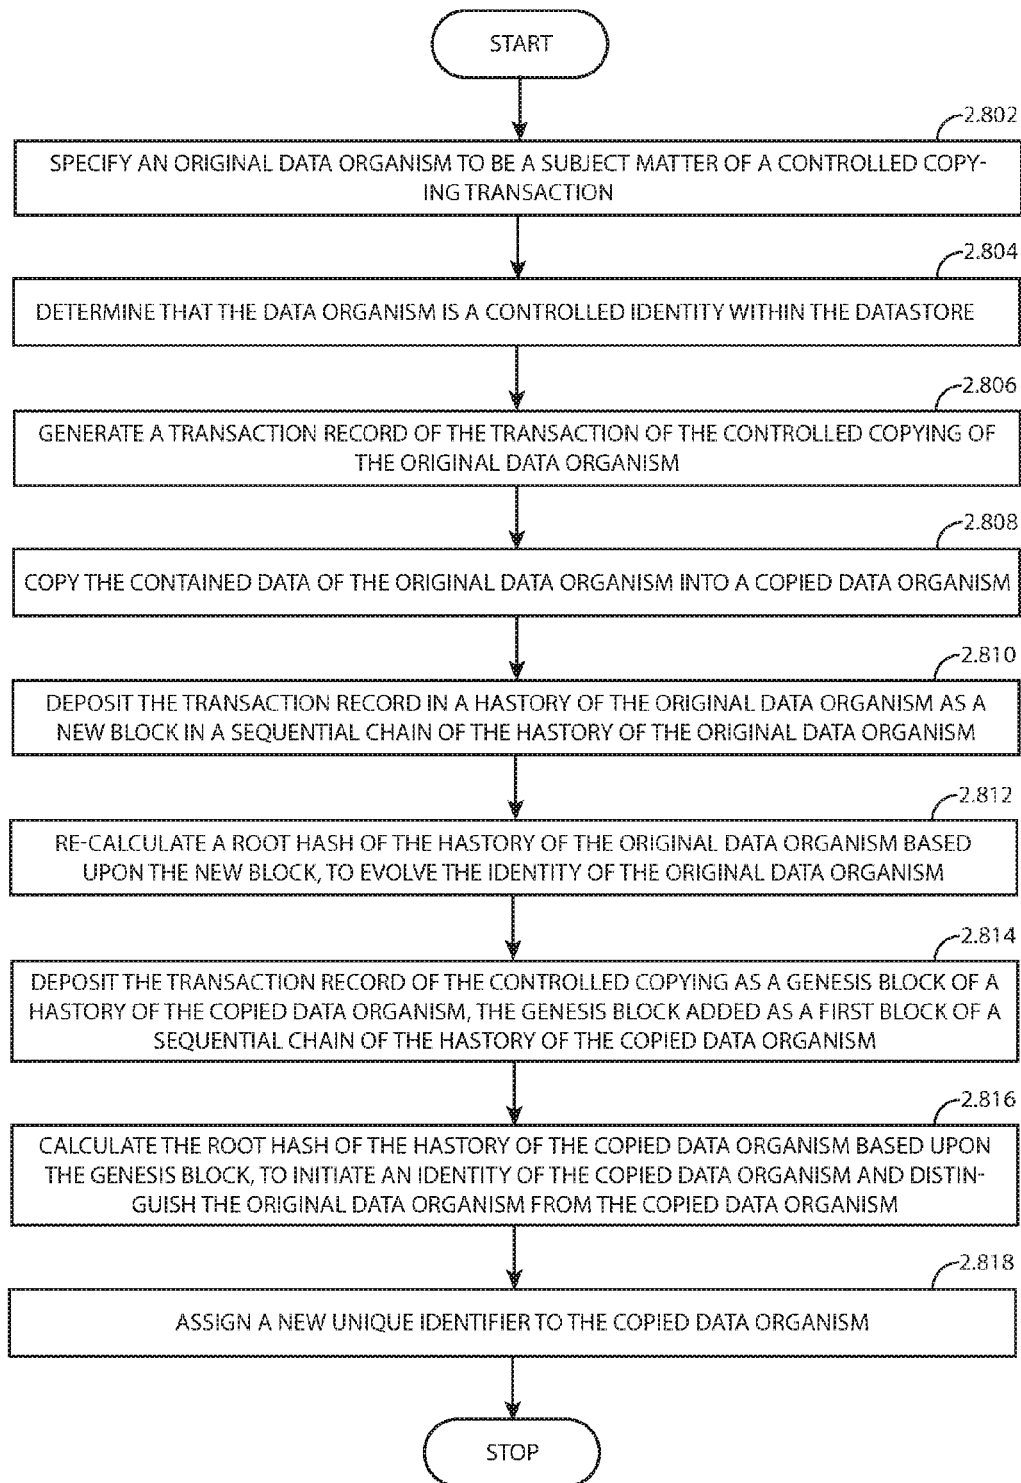 START
2.802
SPECIFY AN ORIGINAL DATA ORGANISM TO BE A SUBJECT MATTER OF A CONTROLLED COPY-
ING TRANSACTION
2.804
DETERMINE THAT THE DATA ORGANISM IS A CONTROLLED IDENTITY WITHIN THE DATASTORE
2.806
GENERATE A TRANSACTION RECORD OF THE TRANSACTION OF THE CONTROLLED COPYING OF
THE ORIGINAL DATA ORGANISM
2.808
COPY THE CONTAINED DATA OF THE ORIGINAL DATA ORGANISM INTO A COPIED DATA ORGANISM
2.810
DEPOSIT THE TRANSACTION RECORD IN A HASTORY OF THE ORIGINAL DATA ORGANISM AS A
NEW BLOCK IN A SEQUENTIAL CHAIN OF THE HASTORY OF THE ORIGINAL DATA ORGANISM
2.812
RE-CALCULATE A ROOT HASH OF THE HASTORY OF THE ORIGINAL DATA ORGANISM BASED
UPON THE NEW BLOCK, TO EVOLVE THE IDENTITY OF THE ORIGINAL DATA ORGANISM
2.814
DEPOSIT THE TRANSACTION RECORD OF THE CONTROLLED COPYING AS A GENESIS BLOCK OF A
HASTORY OF THE COPIED DATA ORGANISM, THE GENESIS BLOCK ADDED AS A FIRST BLOCK OF A
SEQUENTIAL CHAIN OF THE HASTORY OF THE COPIED DATA ORGANISM
2.816
CALCULATE THE ROOT HASH OF THE HASTORY OF THE COPIED DATA ORGANISM BASED UPON
THE GENESIS BLOCK, TO INITIATE AN IDENTITY OF THE COPIED DATA ORGANISM AND DISTIN-
GUISH THE ORIGINAL DATA ORGANISM FROM THE COPIED DATA ORGANISM
2.818
ASSIGN A NEW UNIQUE IDENTIFIER TO THE COPIED DATA ORGANISM
STOP